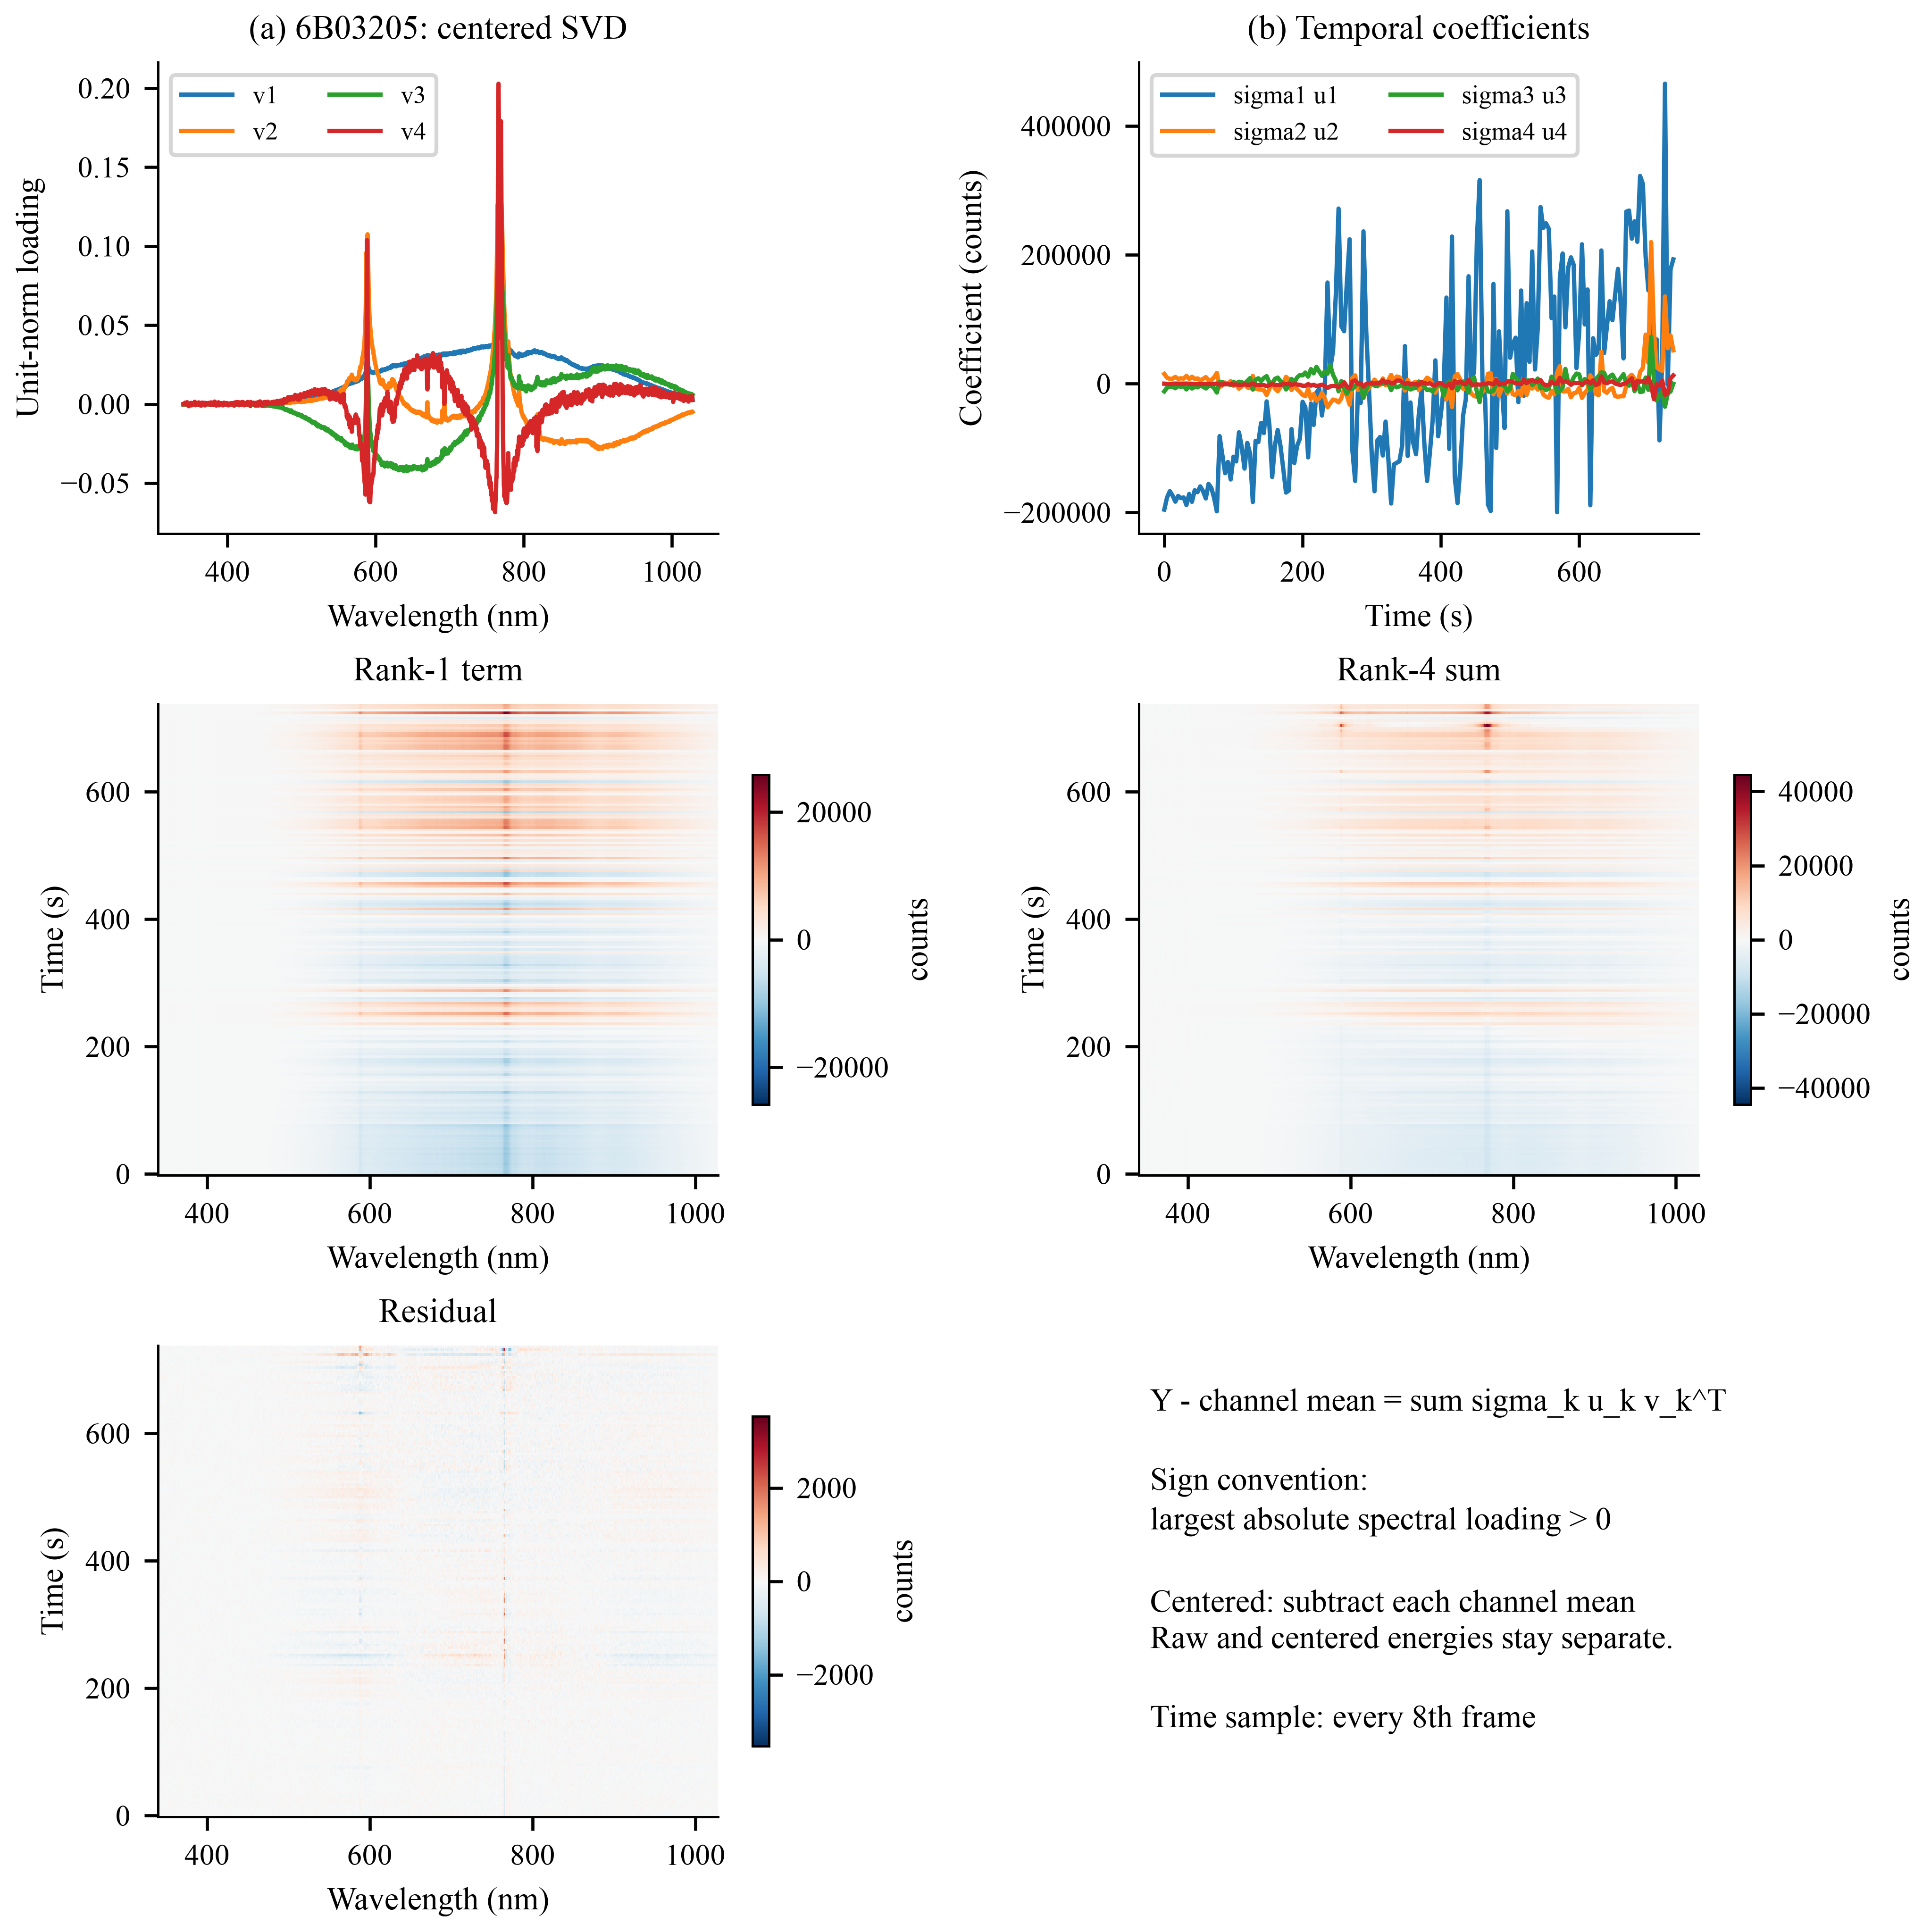 (a) 6B03205: centered SVD
v1
v2
v3
v4
Unit-norm loading
0.20
0.15
0.10
0.05
0.00
−0.05
400
600
800
1000
Wavelength (nm)
(b) Temporal coefficients
sigma1 u1
sigma2 u2
sigma3 u3
sigma4 u4
Coefficient (counts)
400000
200000
0
−200000
0
200
400
600
Time (s)
Rank-1 term
Time (s)
600
400
200
0
400
600
800
1000
Wavelength (nm)
20000
0
−20000
counts
Rank-4 sum
Time (s)
600
400
200
0
400
600
800
1000
Wavelength (nm)
40000
20000
0
−20000
−40000
counts
Residual
Time (s)
600
400
200
0
400
600
800
1000
Wavelength (nm)
2000
0
−2000
counts
Y - channel mean = sum sigma_k u_k v_k^T
Sign convention:
largest absolute spectral loading > 0
Centered: subtract each channel mean
Raw and centered energies stay separate.
Time sample: every 8th frame